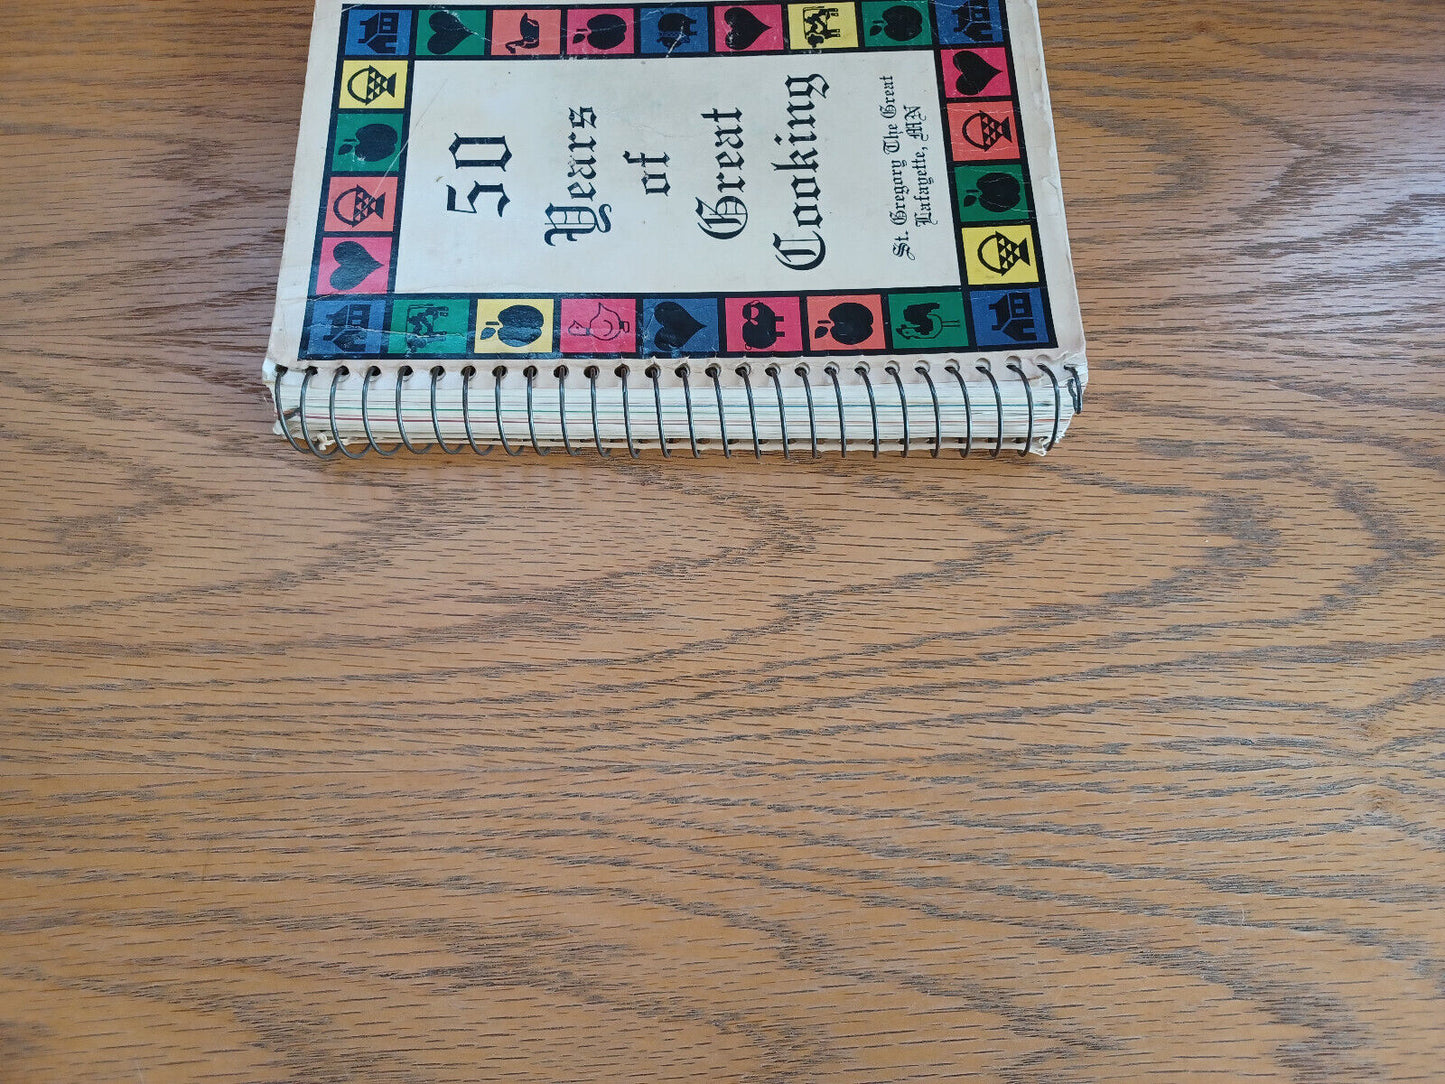 50
Years
of
Great
Cooking
St. Gregory The Great
Lafayette, MN